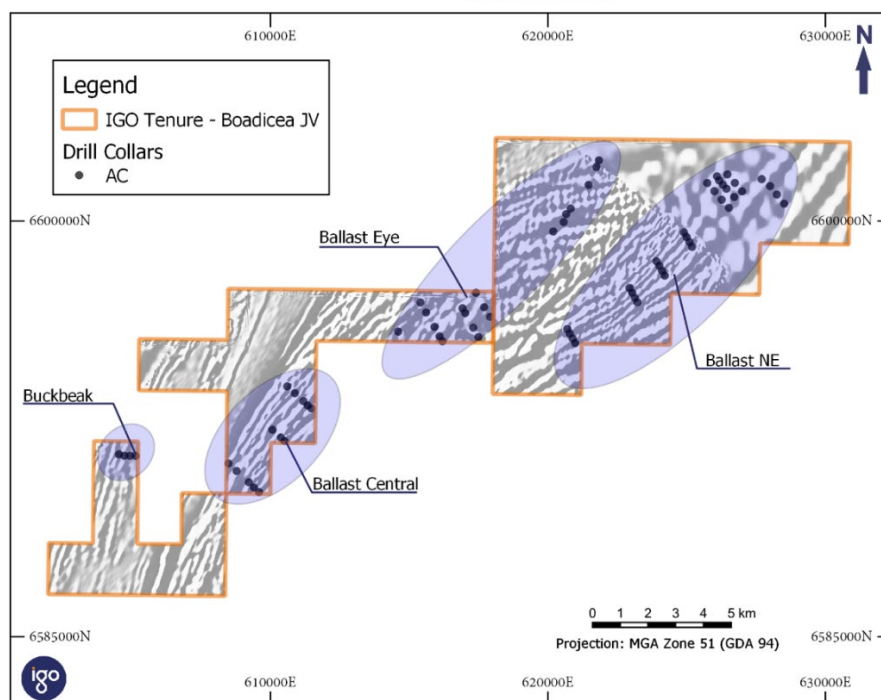 610000E
620000E
630000E
N
Legend
IGO Tenure - Boadicea JV
Drill Collars
AC
6600000N
6600000N
Ballast Eye
Ballast NE
Buckbeak
Ballast Central
0 1 2 3 4 5 km
Projection: MGA Zone 51 (GDA 94)
6585000N
6585000N
igo
610000E
620000E
630000E